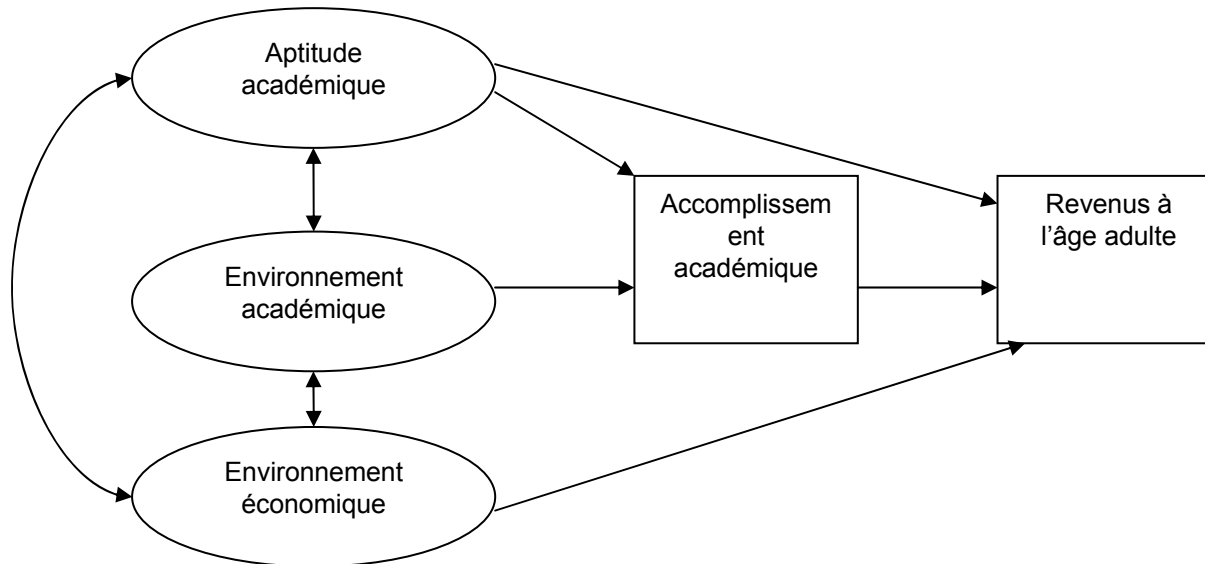 Aptitude
académique
Accomplissem
ent
académique
Revenus à
l’âge adulte
Environnement
académique
Environnement
économique